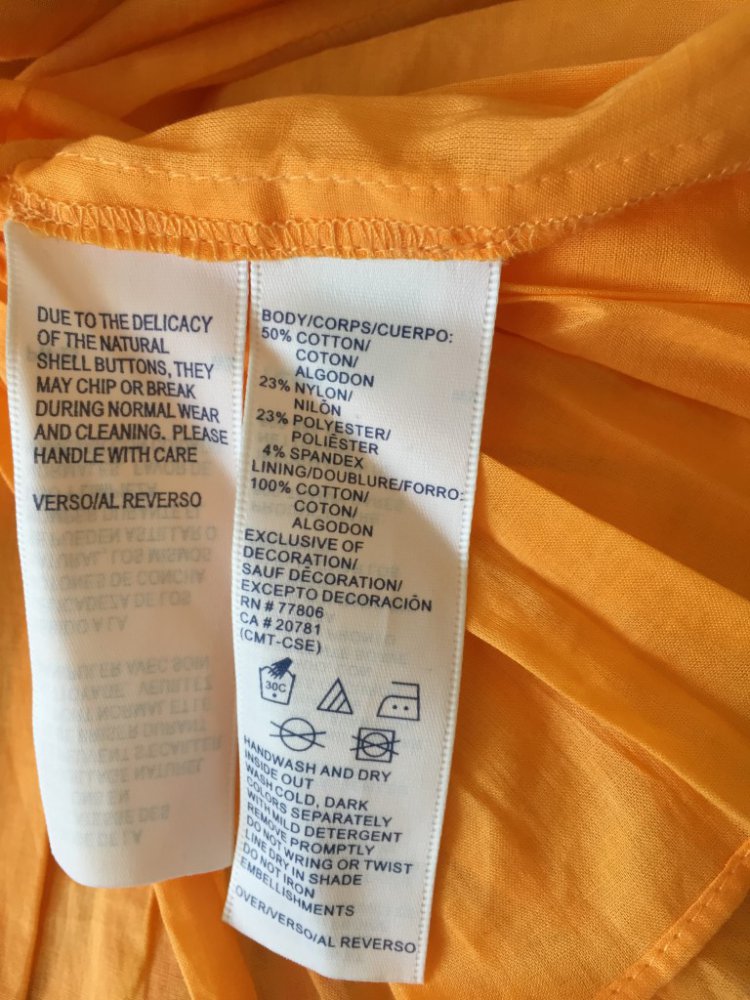 DUE TO THE DELICACY
OF THE NATURAL
SHELL BUTTONS, THEY
MAY CHIP OR BREAK
DURING NORMAL WEAR
AND CLEANING. PLEASE
HANDLE WITH CARE
VERSO/AL REVERSO
BODY/CORPS/CUERPO:
50% COTTON/
COTON/
ALGODON
23% NYLON/
NILŎN
23% POLYESTER/
POLIËSTER
4% SPANDEX
LINING/DOUBLURE/FORRO:
100% COTTON/
COTON/
ALGODON
EXCLUSIVE OF
DECORATION/
SAUF DËCORATION/
EXCEPTO DECORACIŎN
RN # 77806
CA # 20781
(CMT-CSE)
30C
HANDWASH AND DRY
INSIDE OUT
WASH COLD, DARK
COLORS SEPARATELY
WITH MILD DETERGENT
REMOVE PROMPTLY
DO NOT WRING OR TWIST
LINE DRY IN SHADE
DO NOT IRON
EMBELLISHMENTS
OVER/VERSO/AL REVERSO